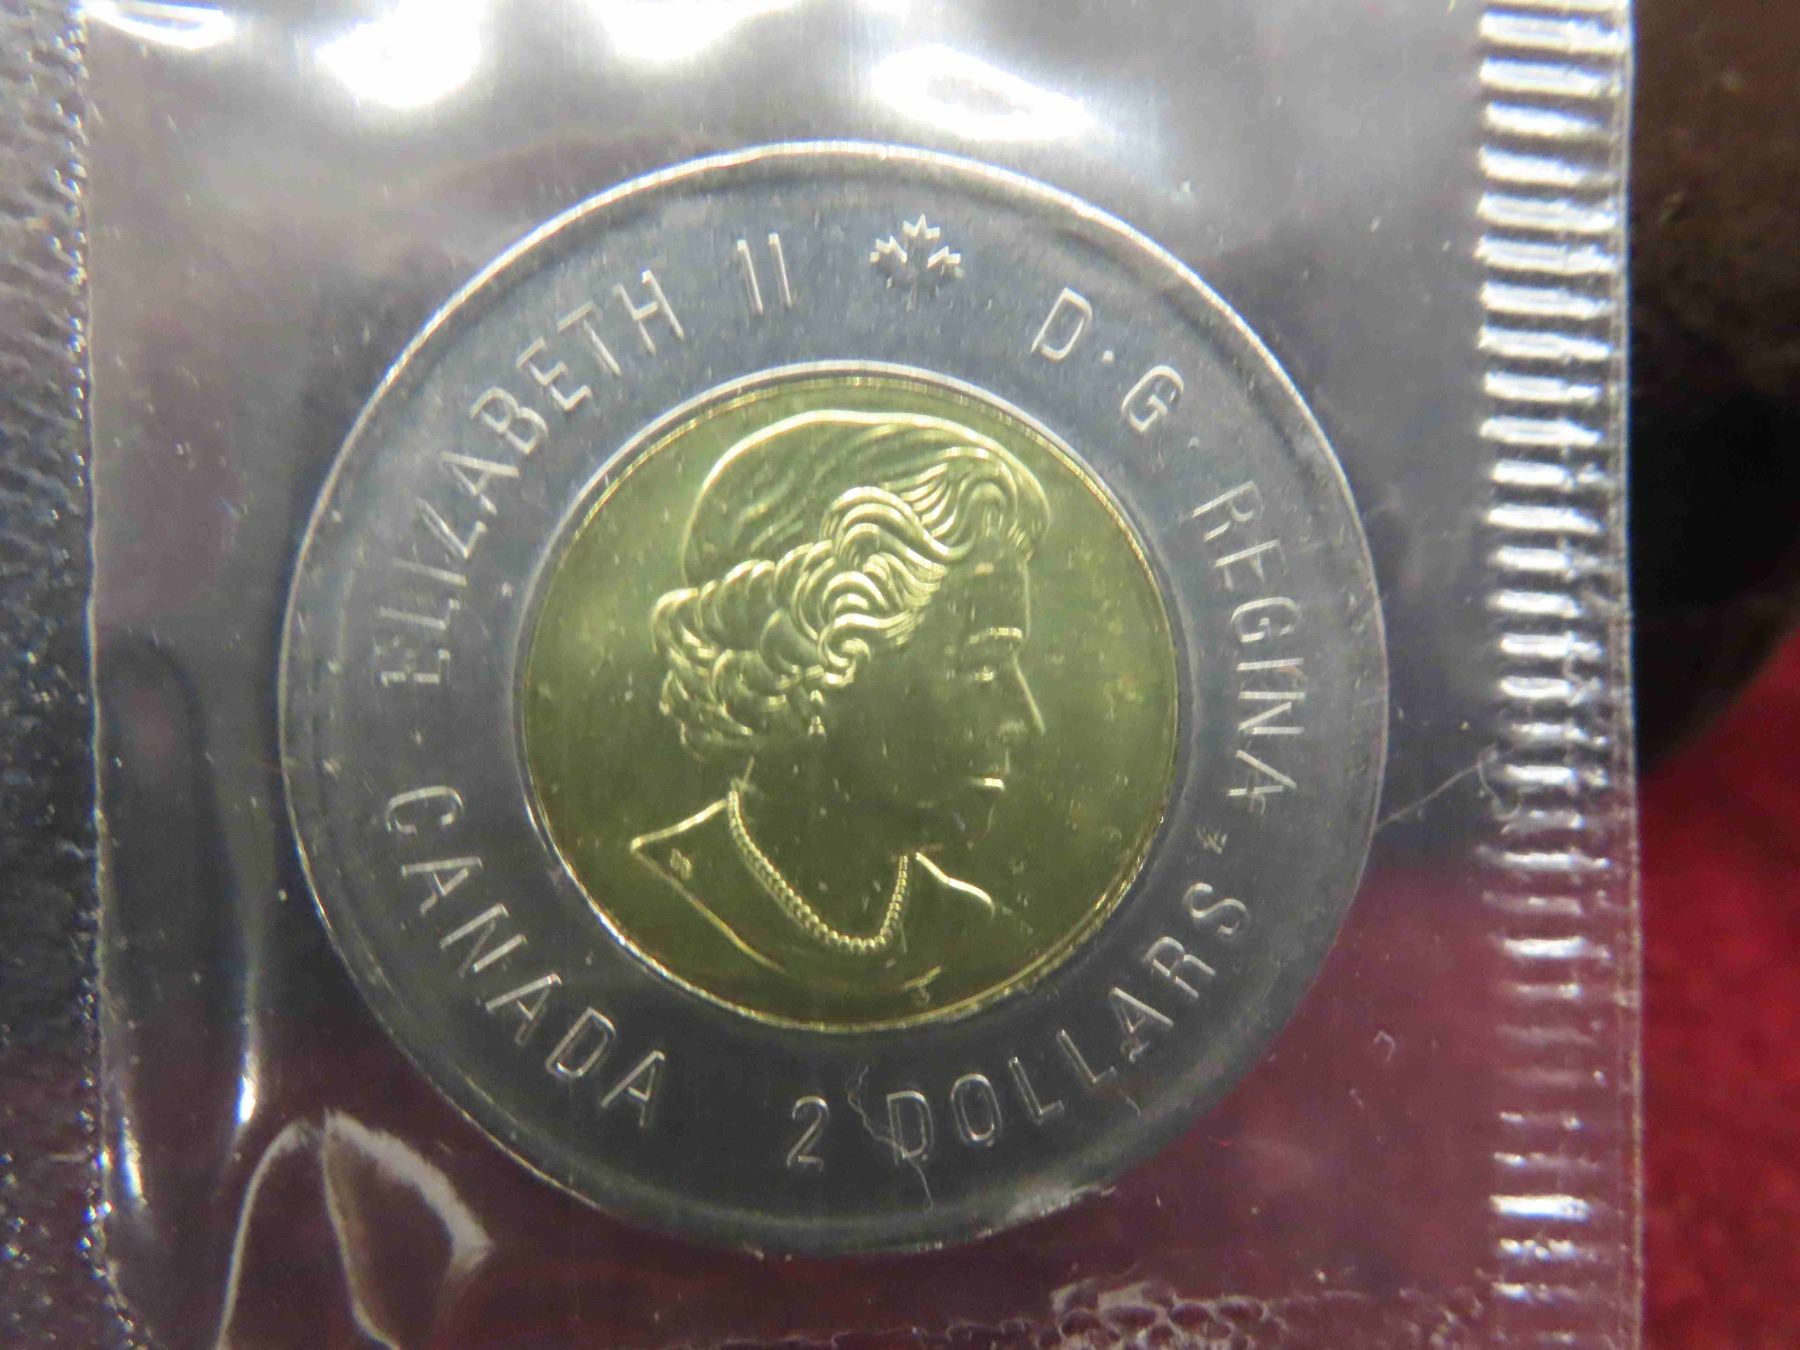 ELIZABETH II D·G·REGINA
CANADA 2 DOLLARS